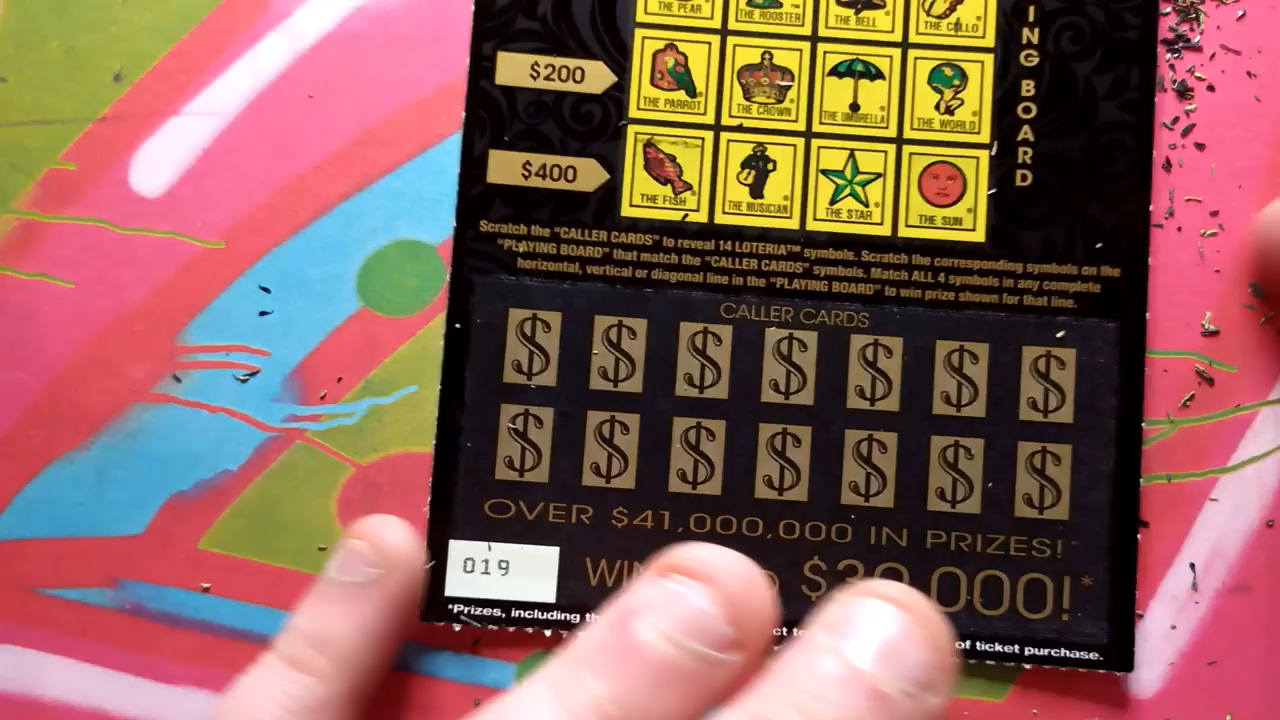 THE PEAR THE ROOSTER THE BELL THE CELLO
$200
THE PARROT THE CROWN THE UMBRELLA THE WORLD
$400
THE FISH THE MUSICIAN THE STAR THE SUN
ING BOARD
Scratch the "CALLER CARDS" to reveal 14 LOTERIA™ symbols. Scratch the corresponding symbols on the
"PLAYING BOARD" that match the "CALLER CARDS" symbols. Match ALL 4 symbols in any complete
horizontal, vertical or diagonal line in the "PLAYING BOARD" to win prize shown for that line.
CALLER CARDS
$ $ $ $ $ $ $
$ $ $ $ $ $ $
OVER $41,000,000 IN PRIZES!
019
WIN $30,000!*
*Prizes, including of ticket purchase.